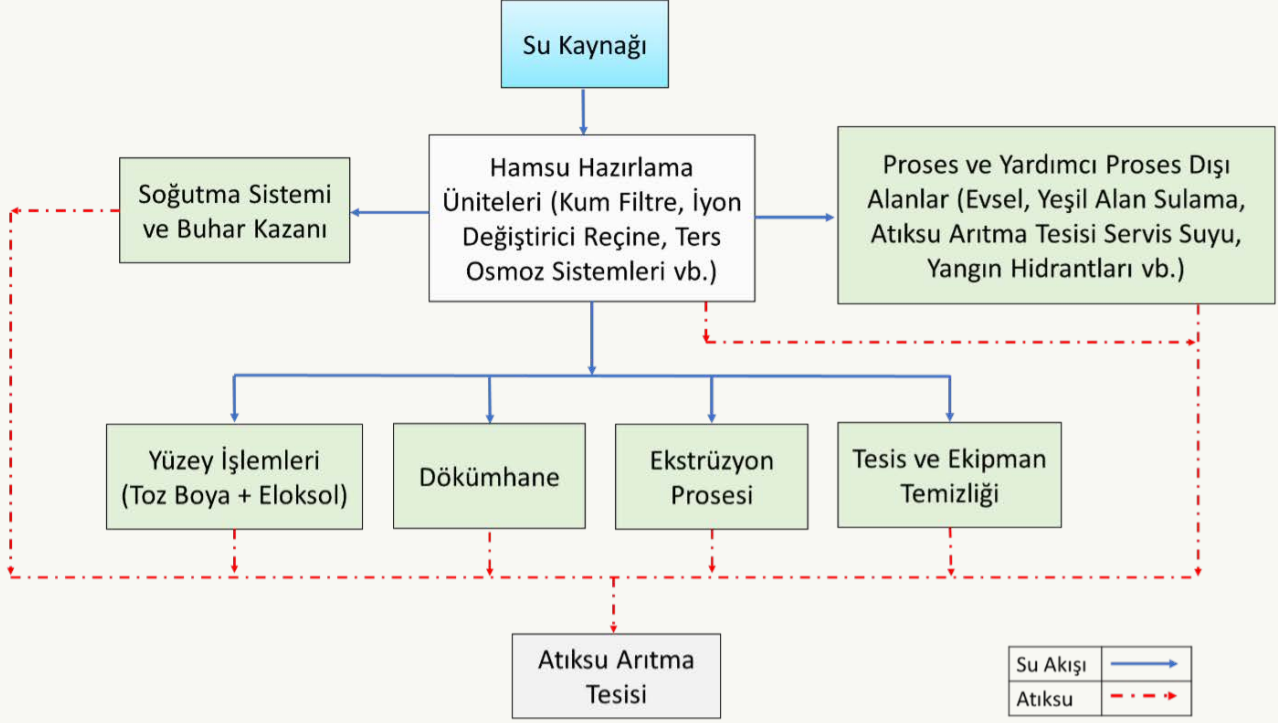 Su Kaynağı
Hamsu Hazırlama
Üniteleri (Kum Filtre, İyon
Değiştirici Reçine, Ters
Osmoz Sistemleri vb.)
Soğutma Sistemi
ve Buhar Kazanı
Proses ve Yardımcı Proses Dışı
Alanlar (Evsel, Yeşil Alan Sulama,
Atıksu Arıtma Tesisi Servis Suyu,
Yangın Hidrantları vb.)
Yüzey İşlemleri
(Toz Boya + Eloksol)
Dökümhane
Ekstrüzyon
Prosesi
Tesis ve Ekipman
Temizliği
Atıksu Arıtma
Tesisi
Su Akışı
Atıksu